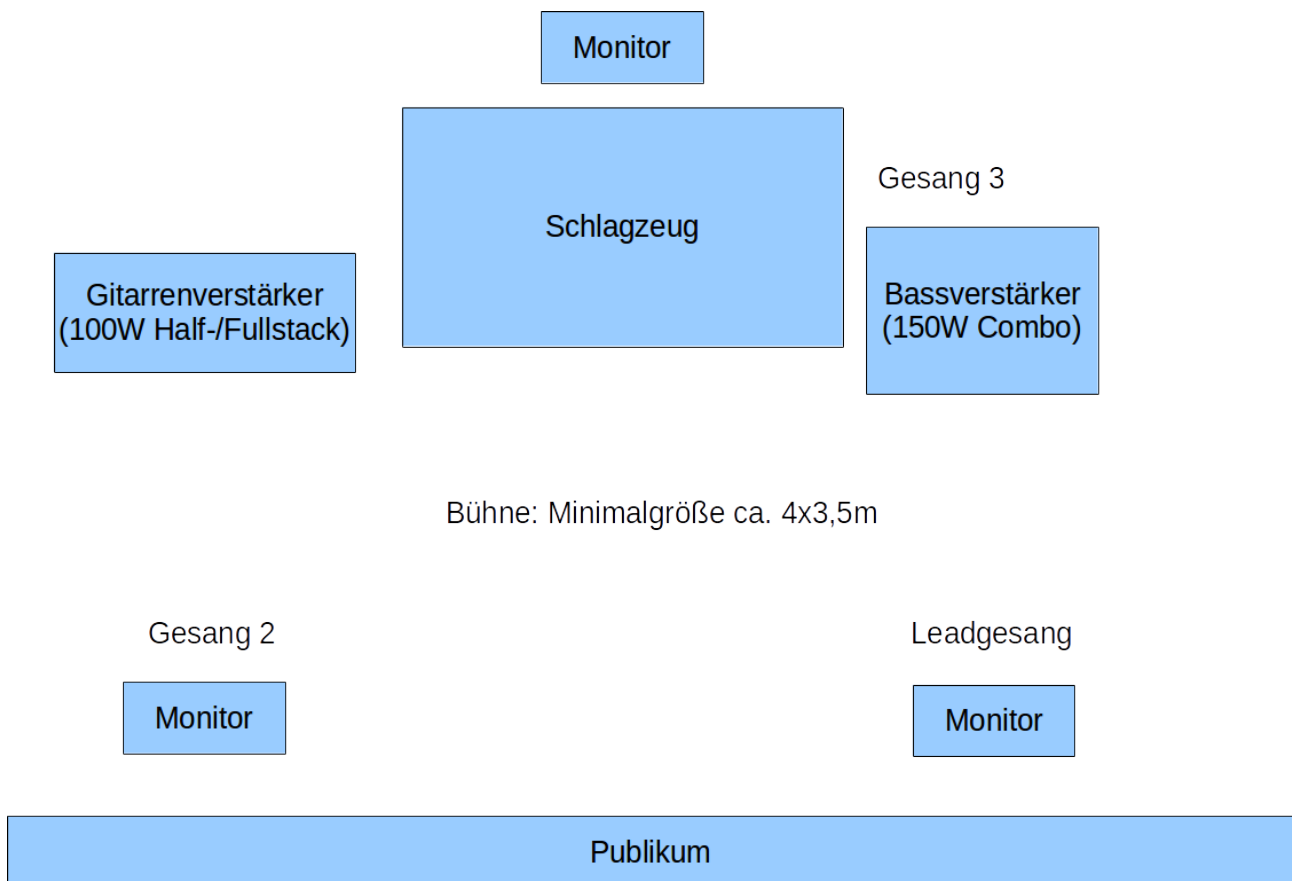 Monitor
Gesang 3
Schlagzeug
Gitarrenverstärker
(100W Half-/Fullstack)
Bassverstärker
(150W Combo)
Bühne: Minimalgröße ca. 4x3,5m
Gesang 2
Leadgesang
Monitor
Monitor
Publikum